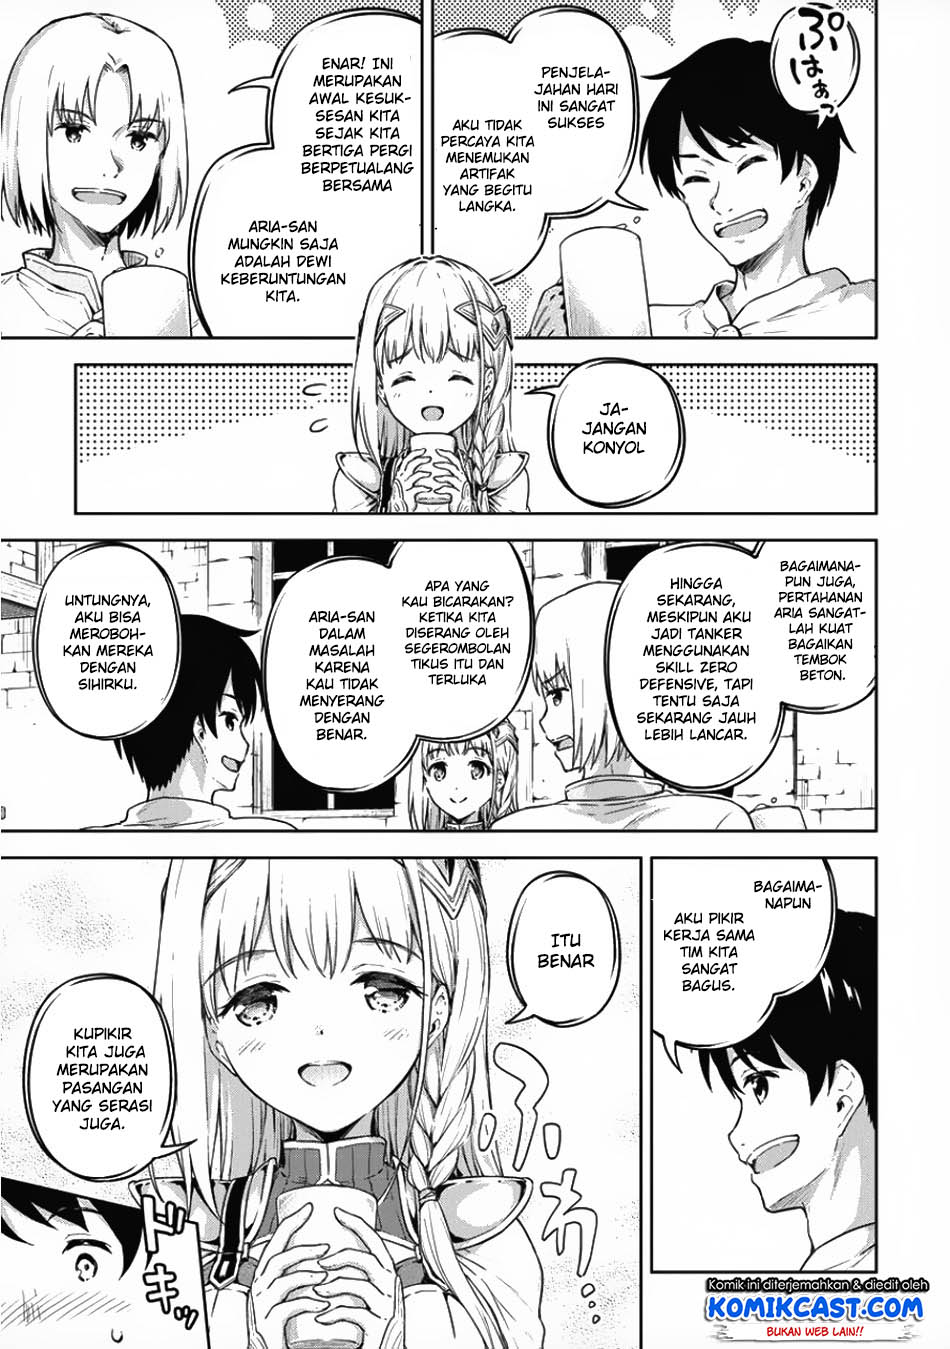 ぷはぁっ
PENJELA-
JAHAN HARI
INI SANGAT
SUKSES
AKU TIDAK
PERCAYA KITA
MENEMUKAN
ARTIFAK
YANG BEGITU
LANGKA.
ENAR! INI
MERUPAKAN
AWAL KESUK-
SESAN KITA
SEJAK KITA
BERTIGA PERGI
BERPETUALANG
BERSAMA
ARIA-SAN
MUNGKIN SAJA
ADALAH DEWI
KEBERUNTUNGAN
KITA.
JA-
JANGAN
KONYOL
BAGAIMANA-
PUN JUGA,
PERTAHANAN
ARIA SANGAT-
LAH KUAT
BAGAIKAN
TEMBOK
BETON.
HINGGA
SEKARANG,
MESKIPUN AKU
JADI TANKER
MENGGUNAKAN
SKILL ZERO
DEFENSIVE, TAPI
TENTU SAJA
SEKARANG JAUH
LEBIH LANCAR.
APA YANG
KAU BICARAKAN?
KETIKA KITA
DISERANG OLEH
SEGEROMBOLAN
TIKUS ITU DAN
TERLUKA
ARIA-SAN
DALAM
MASALAH
KARENA
KAU TIDAK
MENYERANG
DENGAN
BENAR.
UNTUNGNYA,
AKU BISA
MEROBOH-
KAN MEREKA
DENGAN
SIHIRKU.
BAGAIMA-
NAPUN
AKU PIKIR
KERJA SAMA
TIM KITA
SANGAT
BAGUS.
ITU
BENAR
KUPIKIR
KITA JUGA
MERUPAKAN
PASANGAN
YANG SERASI
JUGA.
ふわっ
ドキッ
Komik ini diterjemahkan & diedit oleh
KOMIKCAST.COM
BUKAN WEB LAIN!!